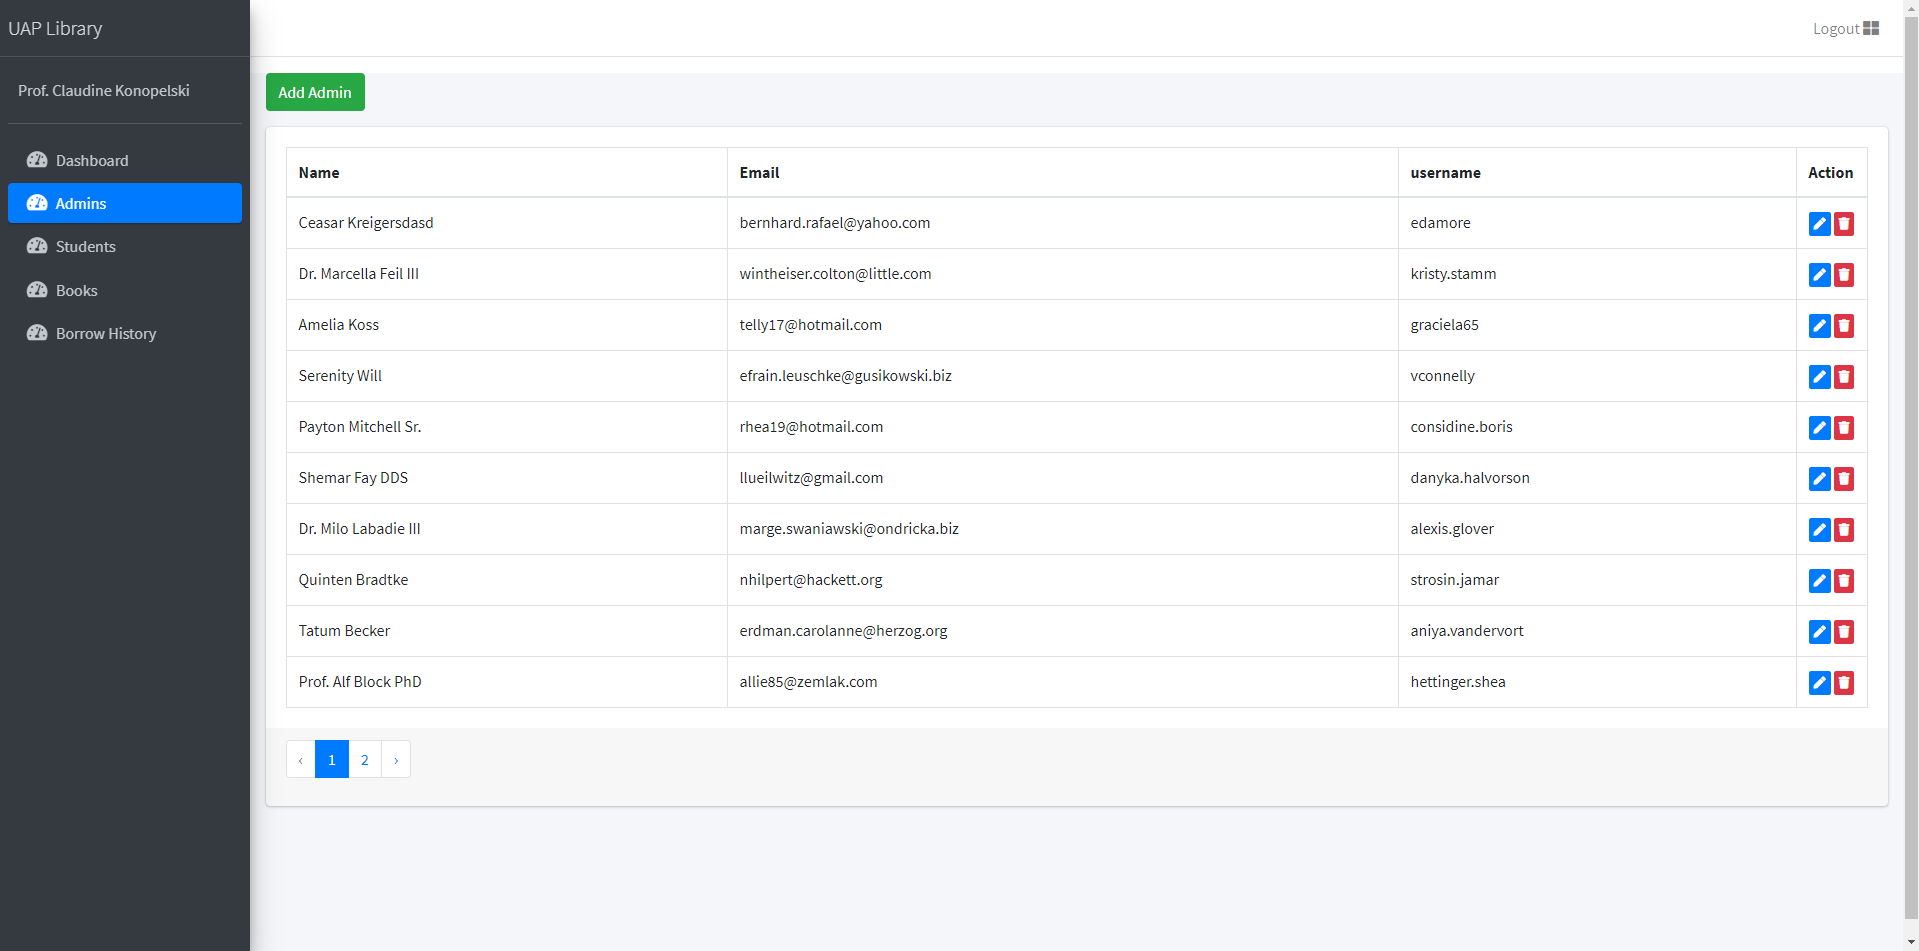 UAP Library
Logout
Prof. Claudine Konopelski
Dashboard
Admins
Students
Books
Borrow History
Add Admin
Name Email username Action
Ceasar Kreigersdasd bernhard.rafael@yahoo.com edamore
Dr. Marcella Feil III wintheiser.colton@little.com kristy.stamm
Amelia Koss telly17@hotmail.com graciela65
Serenity Will efrain.leuschke@gusikowski.biz vconnelly
Payton Mitchell Sr. rhea19@hotmail.com considine.boris
Shemar Fay DDS llueilwitz@gmail.com danyka.halvorson
Dr. Milo Labadie III marge.swaniawski@ondricka.biz alexis.glover
Quinten Bradtke nhilpert@hackett.org strosin.jamar
Tatum Becker erdman.carolanne@herzog.org aniya.vandervort
Prof. Alf Block PhD allie85@zemlak.com hettinger.shea
‹ 1 2 ›